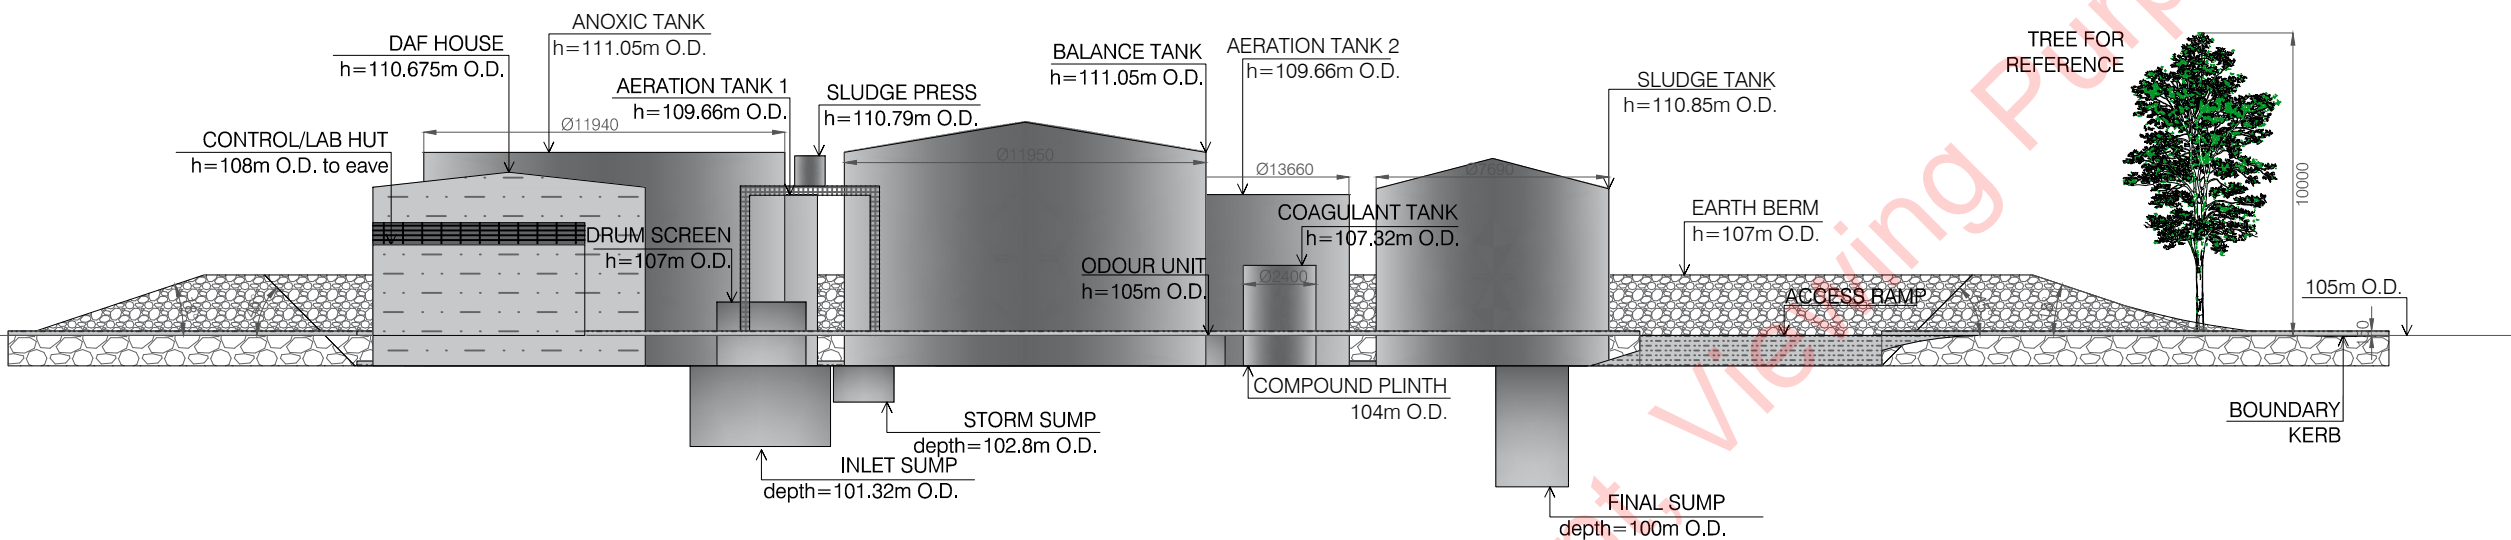 ANOXIC TANK
h=111.05m O.D.
DAF HOUSE
h=110.675m O.D.
AERATION TANK 1
h=109.66m O.D.
SLUDGE PRESS
h=110.79m O.D.
BALANCE TANK
h=111.05m O.D.
AERATION TANK 2
h=109.66m O.D.
SLUDGE TANK
h=110.85m O.D.
TREE FOR
REFERENCE
CONTROL/LAB HUT
h=108m O.D. to eave
Ø11940
Ø11950
Ø13660
Ø7690
10000
DRUM SCREEN
h=107m O.D.
COAGULANT TANK
h=107.32m O.D.
Ø2400
EARTH BERM
h=107m O.D.
ODOUR UNIT
h=105m O.D.
ACCESS RAMP
105m O.D.
COMPOUND PLINTH
104m O.D.
BOUNDARY
KERB
STORM SUMP
depth=102.8m O.D.
INLET SUMP
depth=101.32m O.D.
FINAL SUMP
depth=100m O.D.
Viewing